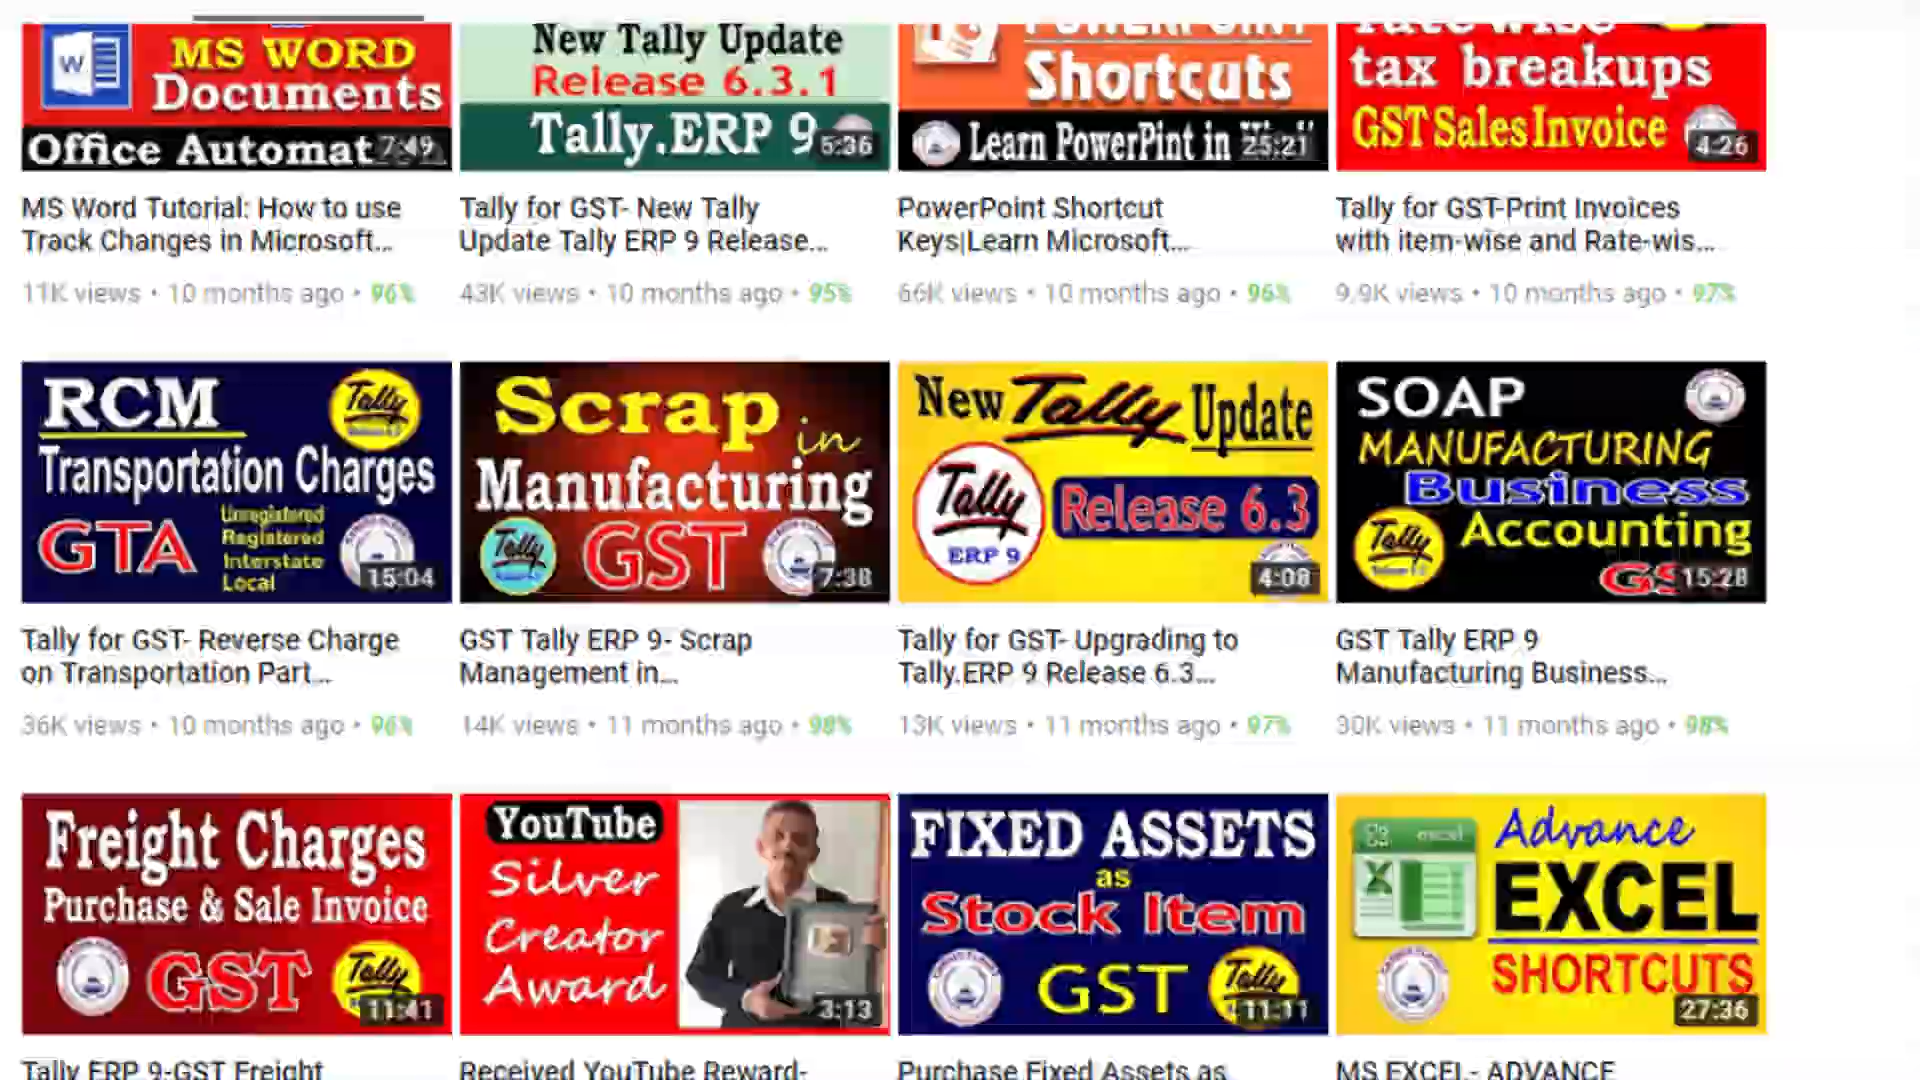 MS WORD
Documents
Office Automat
7:49
MS Word Tutorial: How to use
Track Changes in Microsoft...
11K views • 10 months ago • 96%
New Tally Update
Release 6.3.1
Tally.ERP 9
5:36
Tally for GST- New Tally
Update Tally ERP 9 Release...
43K views • 10 months ago • 95%
Shortcuts
Learn PowerPint in
25:21
PowerPoint Shortcut
Keys|Learn Microsoft...
66K views • 10 months ago • 96%
tax breakups
GST Sales Invoice
4:26
Tally for GST-Print Invoices
with item-wise and Rate-wis...
9.9K views • 10 months ago • 97%
RCM
Tally
Transportation Charges
GTA
Unregistered
Registered
Interstate
Local
15:04
Tally for GST- Reverse Charge
on Transportation Part...
36K views • 10 months ago • 96%
Scrap in
Manufacturing
Tally
GST
7:38
GST Tally ERP 9- Scrap
Management in...
14K views • 11 months ago • 98%
New Tally Update
Tally
ERP 9
Release 6.3
4:08
Tally for GST- Upgrading to
Tally.ERP 9 Release 6.3...
13K views • 11 months ago • 97%
SOAP
MANUFACTURING
Business
Tally
Accounting
GS
15:28
GST Tally ERP 9
Manufacturing Business...
30K views • 11 months ago • 98%
Freight Charges
Purchase & Sale Invoice
GST
Tally
11:41
Tally ERP 9-GST Freight
YouTube
Silver
Creator
Award
3:13
Received YouTube Reward-
FIXED ASSETS
as
Stock Item
GST
Tally
11:11
Purchase Fixed Assets as
excel
Advance
EXCEL
SHORTCUTS
27:36
MS EXCEL- ADVANCE